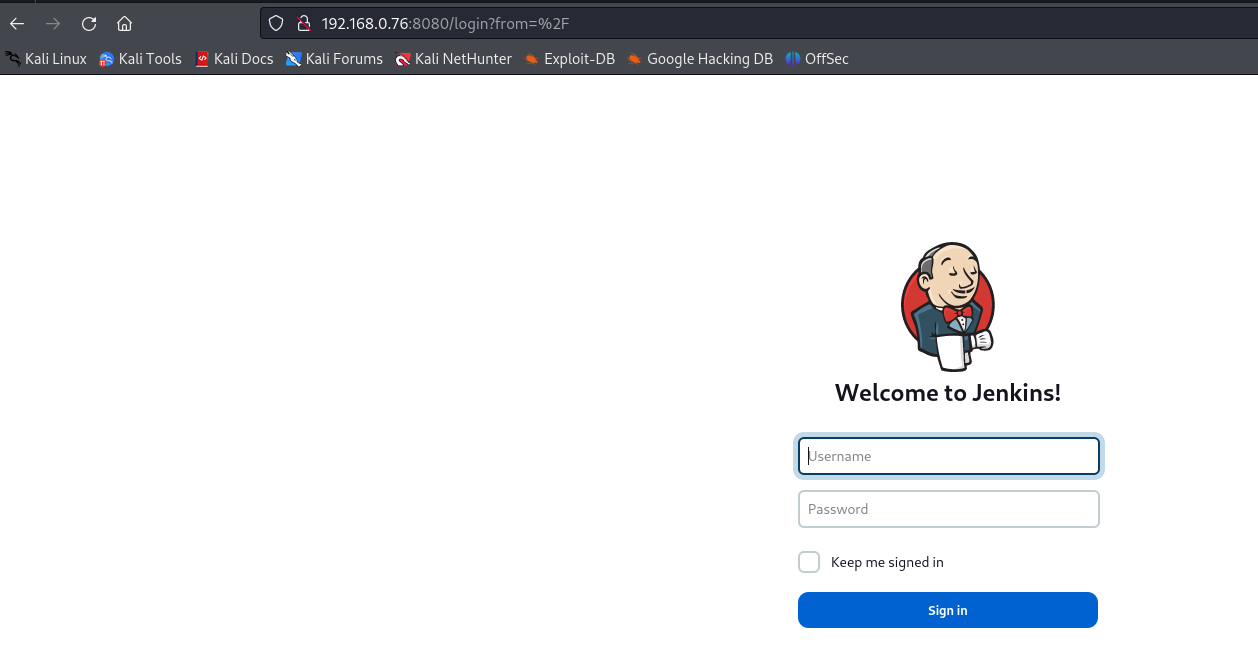 192.168.0.76:8080/login?from=%2F
Kali Linux Kali Tools Kali Docs Kali Forums Kali NetHunter Exploit-DB Google Hacking DB OffSec
Welcome to Jenkins!
Username
Password
Keep me signed in
Sign in